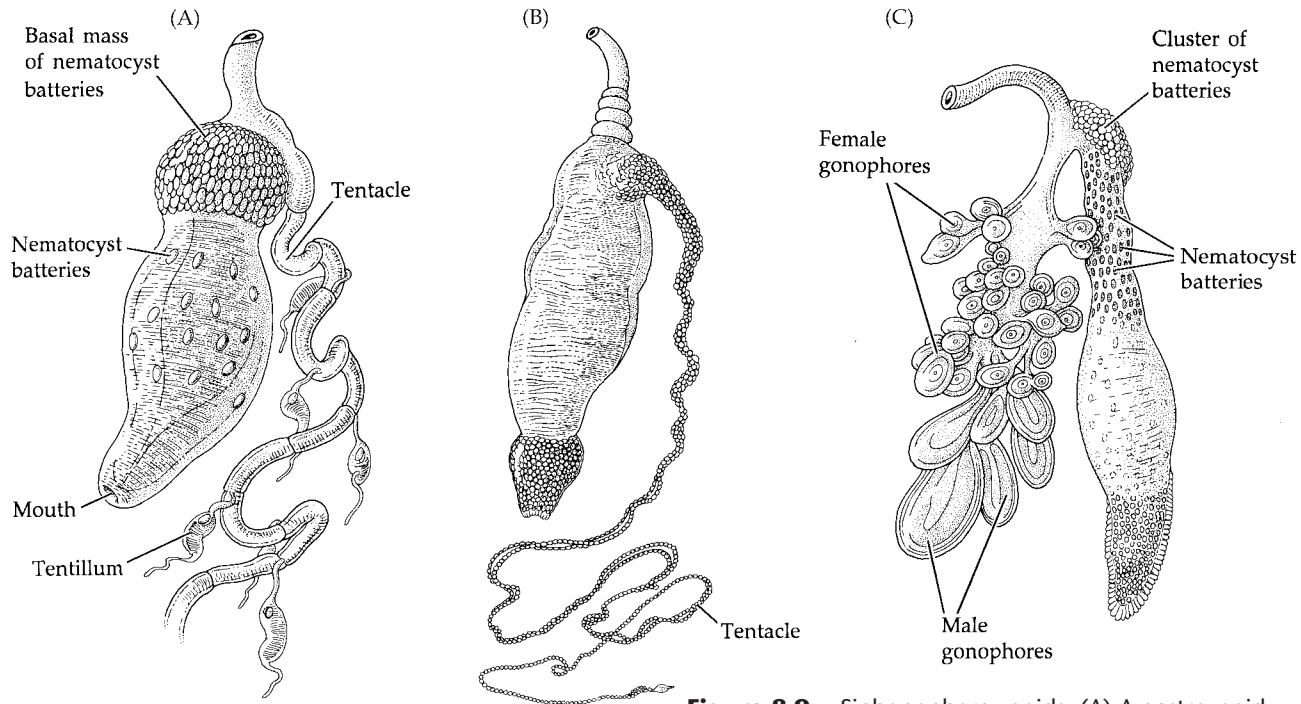 (A)
Basal mass
of nematocyst
batteries
Nematocyst
batteries
Mouth
Tentillum
Tentacle
(B)
Tentacle
(C)
Cluster of
nematocyst
batteries
Female
gonophores
Nematocyst
batteries
Male
gonophores